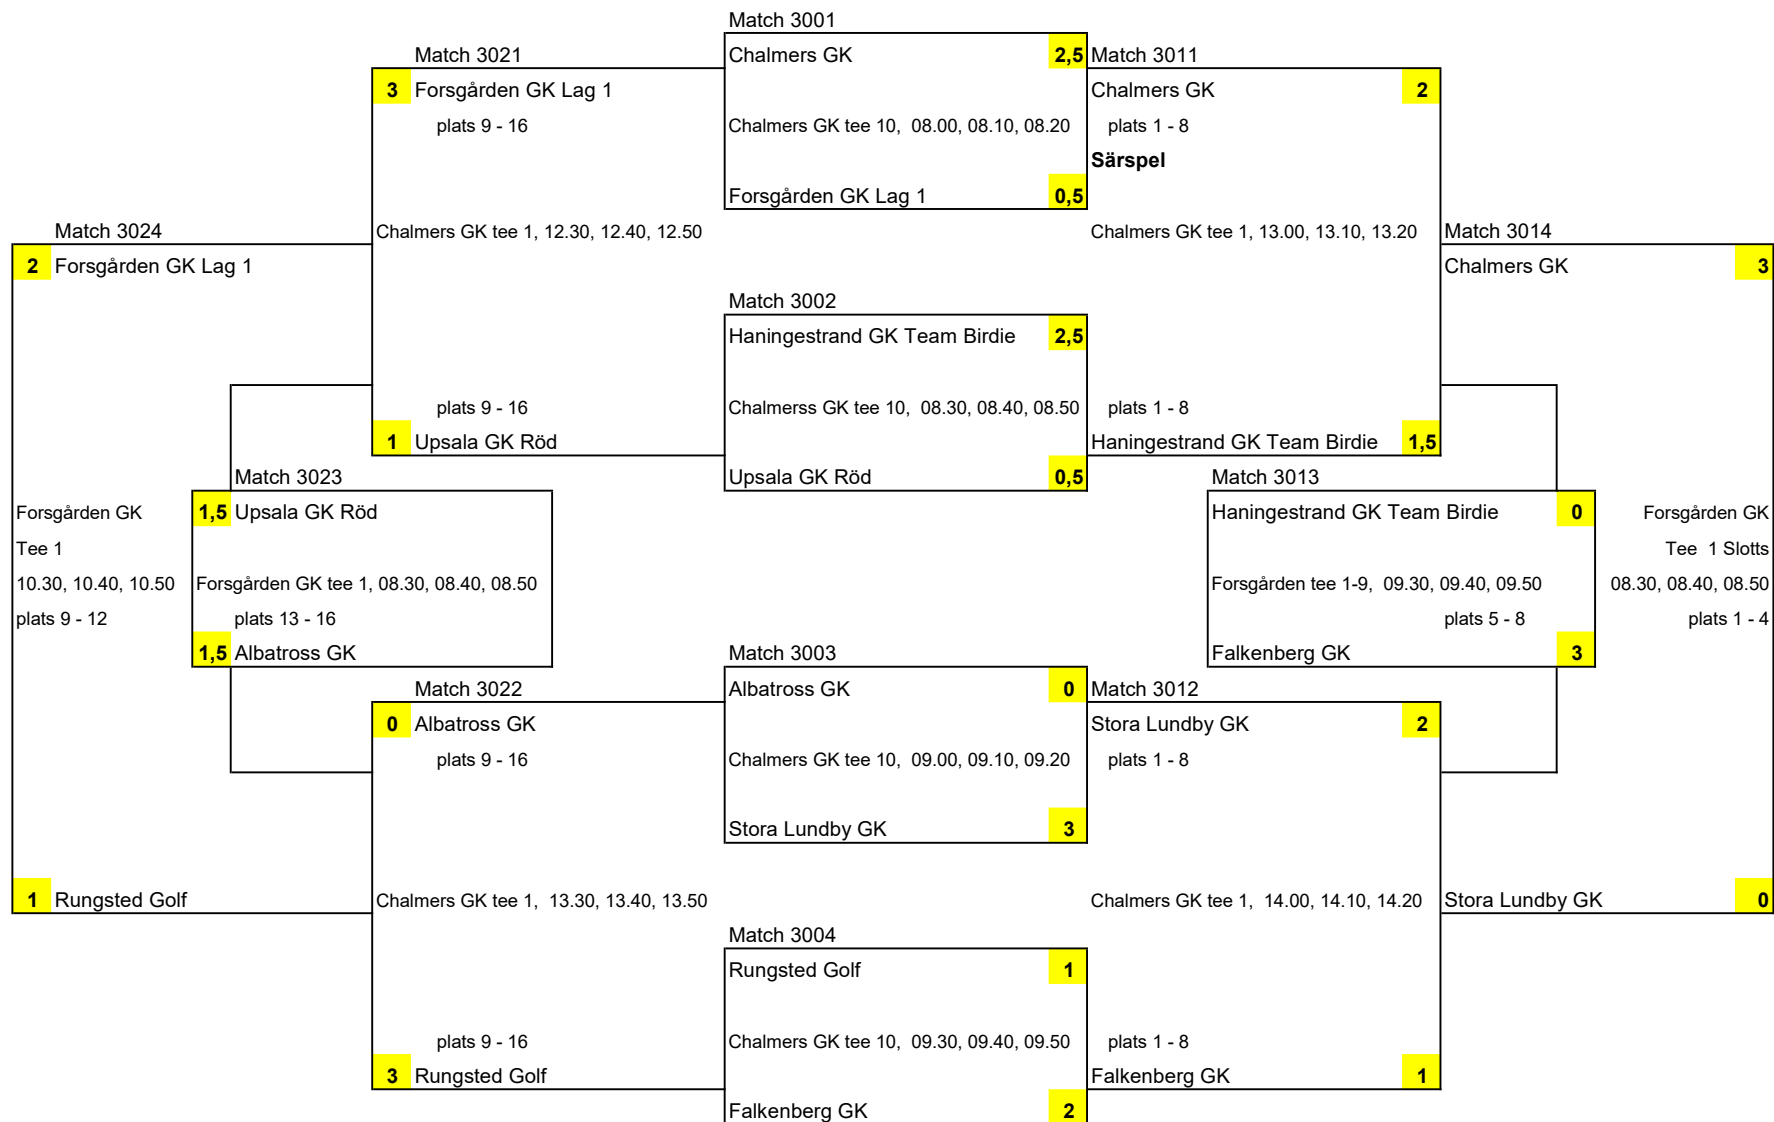 Match 3001
Match 3021
Chalmers GK 2,5
Match 3011
3 Forsgården GK Lag 1
Chalmers GK 2
plats 9 - 16
Chalmers GK tee 10, 08.00, 08.10, 08.20
plats 1 - 8
Särspel
Forsgården GK Lag 1 0,5
Match 3024
Chalmers GK tee 1, 12.30, 12.40, 12.50
Chalmers GK tee 1, 13.00, 13.10, 13.20
Match 3014
2 Forsgården GK Lag 1
Chalmers GK 3
Match 3002
Haningestrand GK Team Birdie 2,5
plats 9 - 16
Chalmerss GK tee 10, 08.30, 08.40, 08.50
plats 1 - 8
1 Upsala GK Röd
Haningestrand GK Team Birdie 1,5
Match 3023
Upsala GK Röd 0,5
Match 3013
Forsgården GK
1,5 Upsala GK Röd
Haningestrand GK Team Birdie 0
Forsgården GK
Tee 1
Tee 1 Slotts
10.30, 10.40, 10.50
Forsgården GK tee 1, 08.30, 08.40, 08.50
Forsgården tee 1-9, 09.30, 09.40, 09.50
08.30, 08.40, 08.50
plats 9 - 12
plats 13 - 16
plats 5 - 8
plats 1 - 4
1,5 Albatross GK
Match 3003
Falkenberg GK 3
Match 3022
Albatross GK 0
Match 3012
0 Albatross GK
Stora Lundby GK 2
plats 9 - 16
Chalmers GK tee 10, 09.00, 09.10, 09.20
plats 1 - 8
Stora Lundby GK 3
1 Rungsted Golf
Chalmers GK tee 1, 13.30, 13.40, 13.50
Chalmers GK tee 1, 14.00, 14.10, 14.20
Stora Lundby GK 0
Match 3004
Rungsted Golf 1
plats 9 - 16
Chalmers GK tee 10, 09.30, 09.40, 09.50
plats 1 - 8
3 Rungsted Golf
Falkenberg GK 1
Falkenberg GK 2